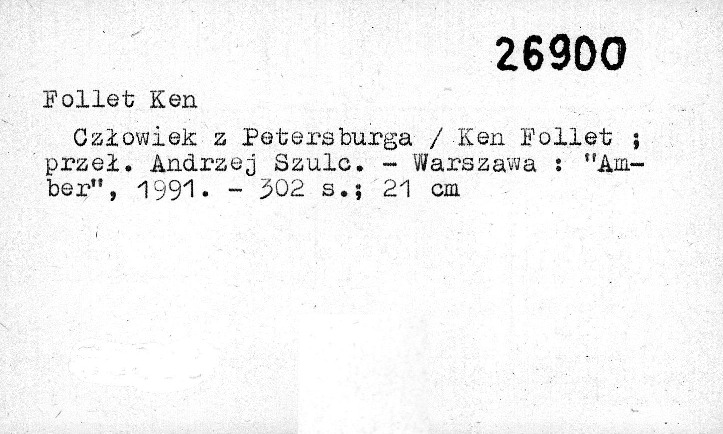 26900
Follet Ken
Człowiek z Petersburga / Ken Follet ;
przeł. Andrzej Szulc. - Warszawa : "Am-
ber", 1991. - 302 s.; 21 cm